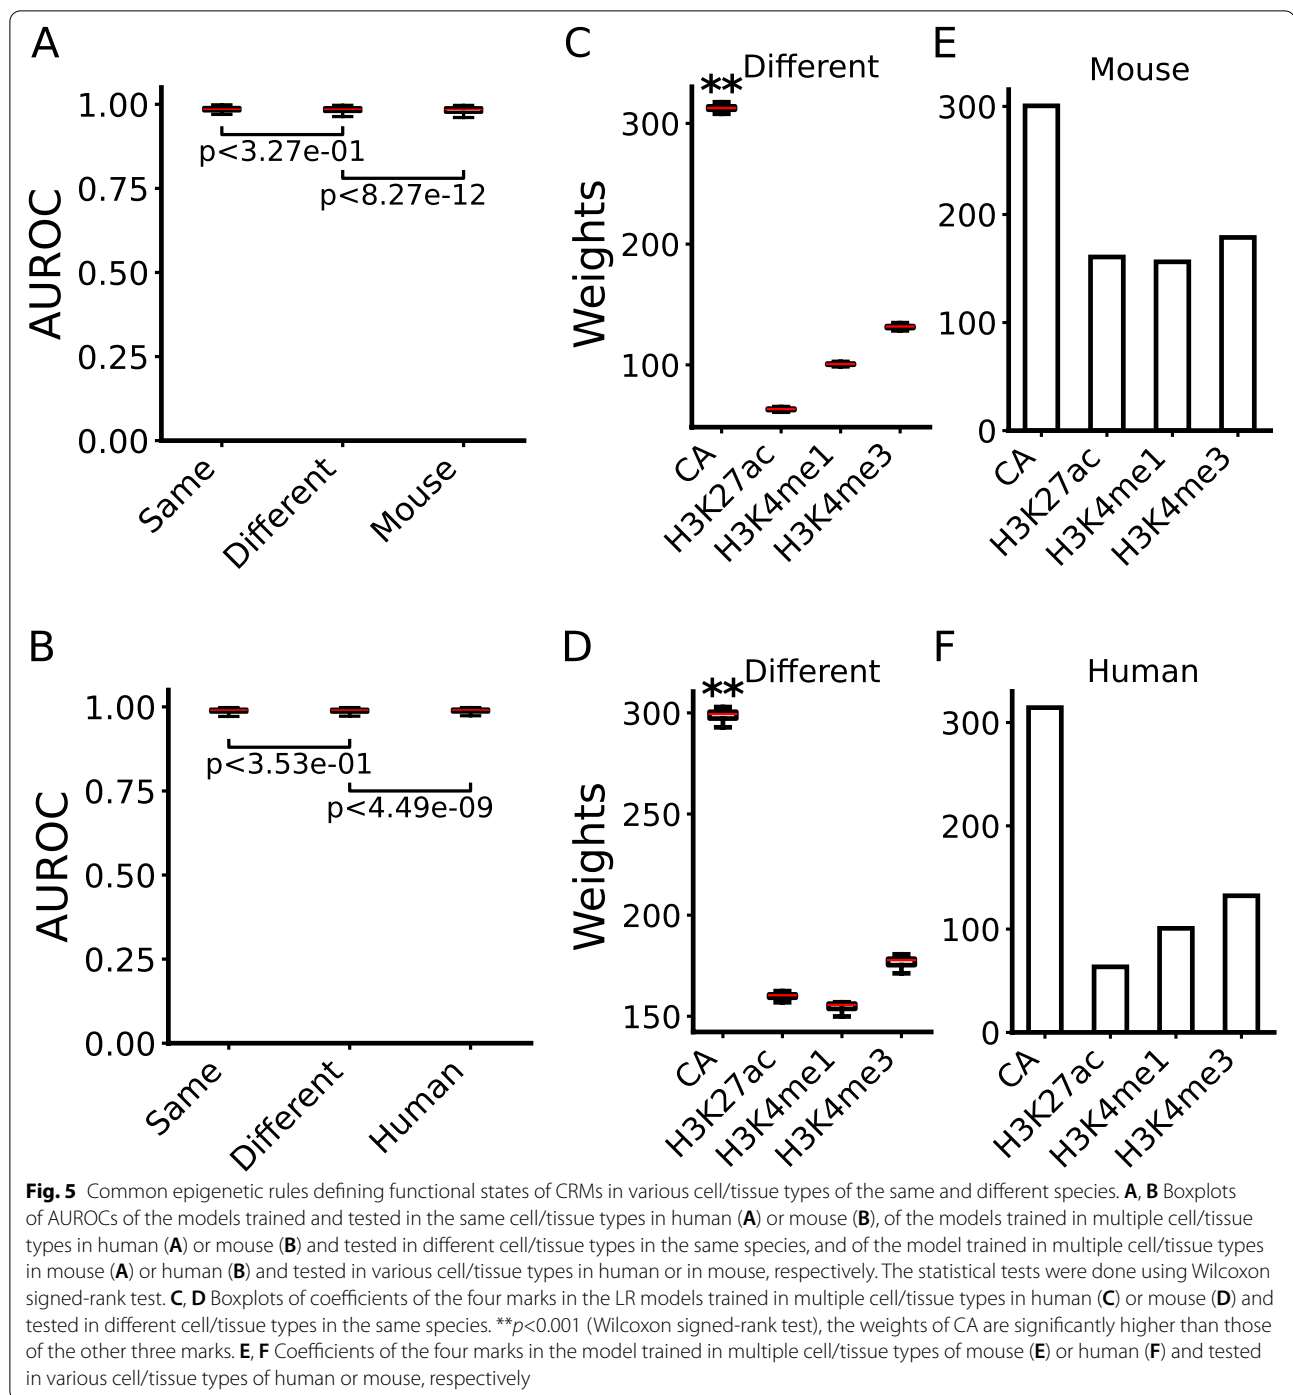 A
AUROC
1.00
0.75
0.50
0.25
0.00
p<3.27e-01
p<8.27e-12
Same
Different
Mouse
C
Different
**
Weights
300
200
100
CA
H3K27ac
H3K4me1
H3K4me3
E
Mouse
300
200
100
0
CA
H3K27ac
H3K4me1
H3K4me3
B
AUROC
1.00
0.75
0.50
0.25
0.00
p<3.53e-01
p<4.49e-09
Same
Different
Human
D
Different
**
Weights
300
250
200
150
CA
H3K27ac
H3K4me1
H3K4me3
F
Human
300
200
100
0
CA
H3K27ac
H3K4me1
H3K4me3
Fig. 5 Common epigenetic rules defining functional states of CRMs in various cell/tissue types of the same and different species. A, B Boxplots
of AUROCs of the models trained and tested in the same cell/tissue types in human (A) or mouse (B), of the models trained in multiple cell/tissue
types in human (A) or mouse (B) and tested in different cell/tissue types in the same species, and of the model trained in multiple cell/tissue types
in mouse (A) or human (B) and tested in various cell/tissue types in human or in mouse, respectively. The statistical tests were done using Wilcoxon
signed-rank test. C, D Boxplots of coefficients of the four marks in the LR models trained in multiple cell/tissue types in human (C) or mouse (D) and
tested in different cell/tissue types in the same species. **p<0.001 (Wilcoxon signed-rank test), the weights of CA are significantly higher than those
of the other three marks. E, F Coefficients of the four marks in the model trained in multiple cell/tissue types of mouse (E) or human (F) and tested
in various cell/tissue types of human or mouse, respectively